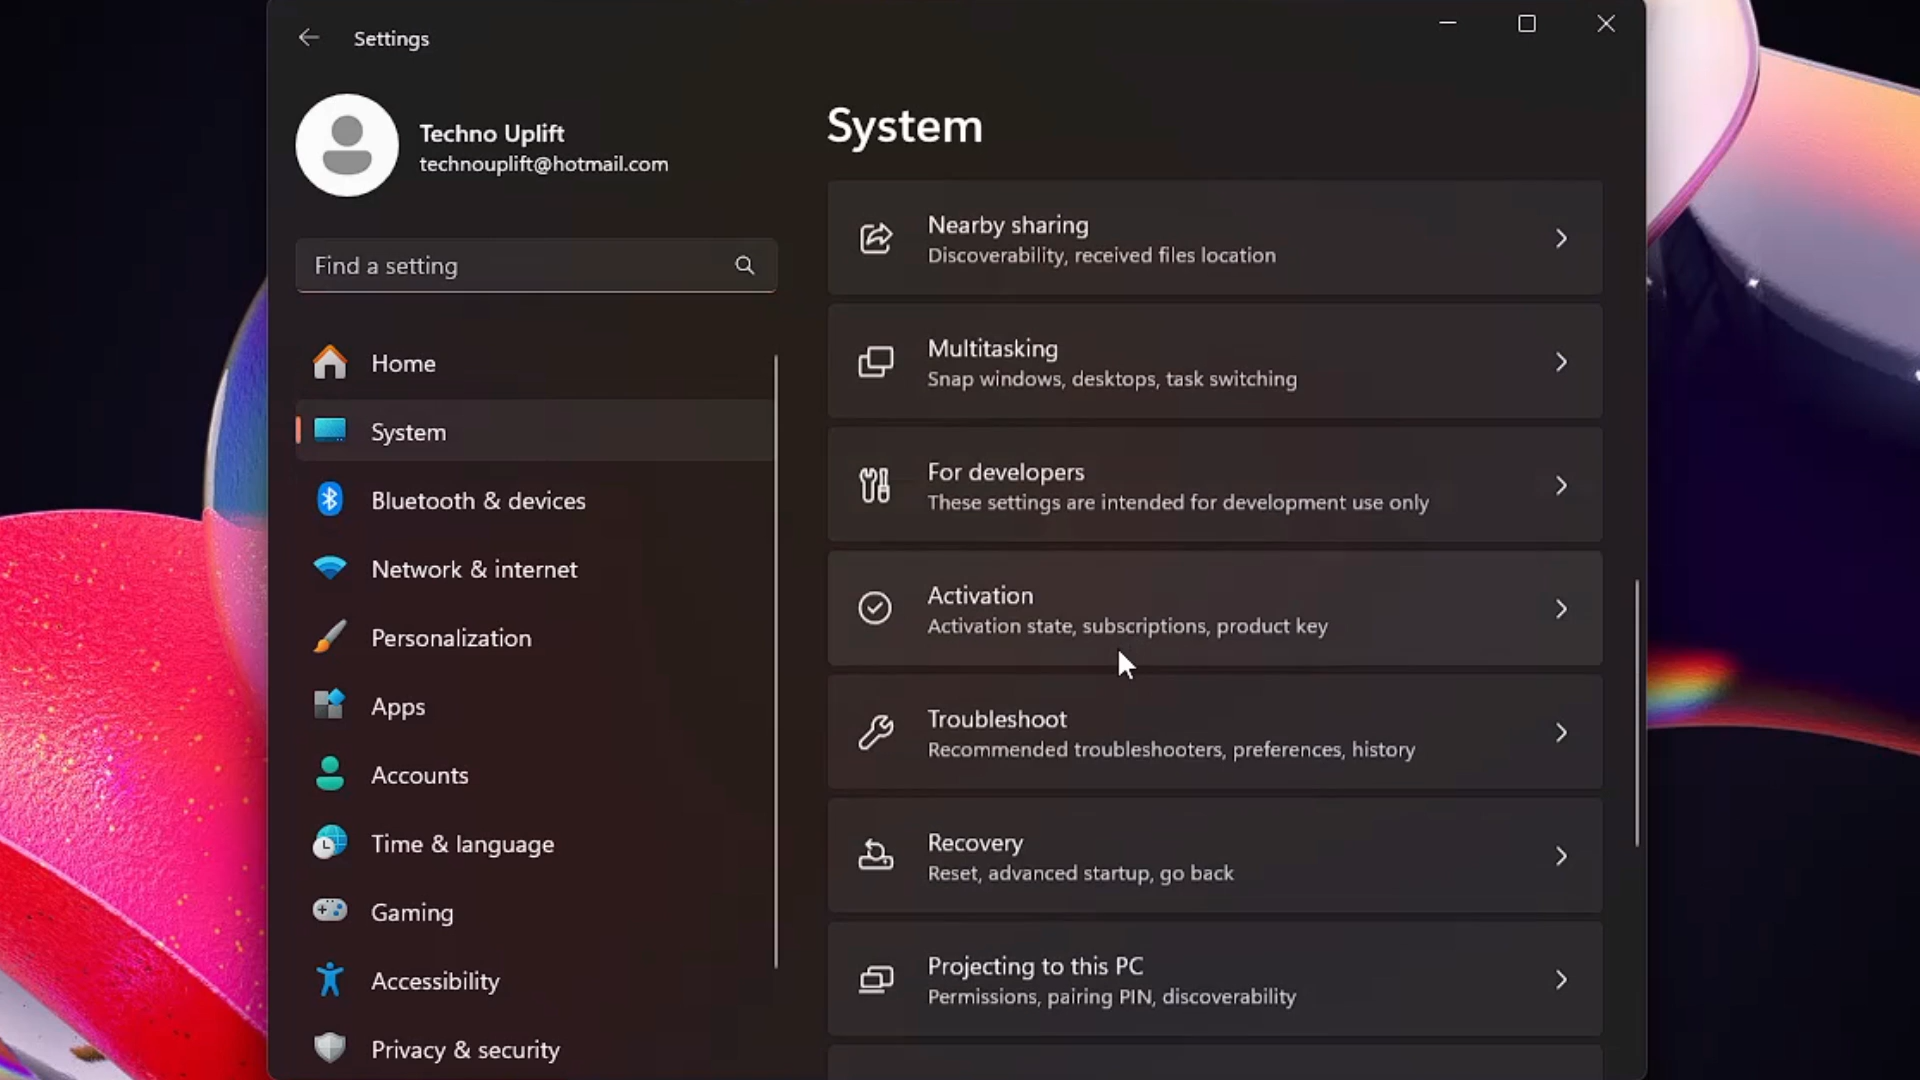 Settings
Techno Uplift
technouplift@hotmail.com
Find a setting
Home
System
Bluetooth & devices
Network & internet
Personalization
Apps
Accounts
Time & language
Gaming
Accessibility
Privacy & security
System
Nearby sharing
Discoverability, received files location
Multitasking
Snap windows, desktops, task switching
For developers
These settings are intended for development use only
Activation
Activation state, subscriptions, product key
Troubleshoot
Recommended troubleshooters, preferences, history
Recovery
Reset, advanced startup, go back
Projecting to this PC
Permissions, pairing PIN, discoverability